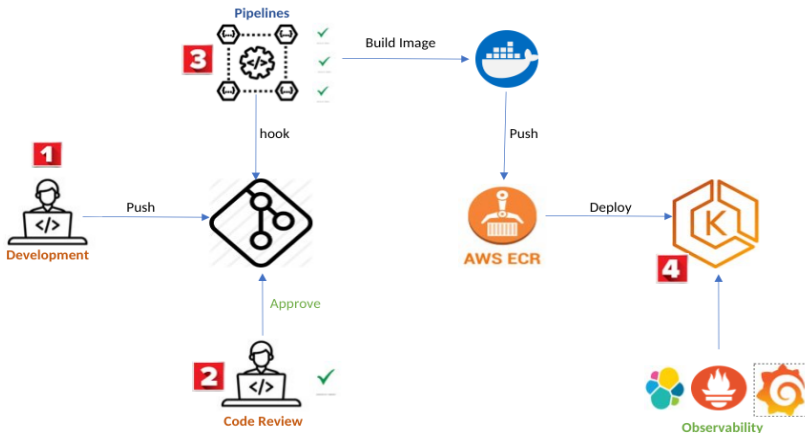 Pipelines
3
Build Image
hook
Push
1
Push
</>
Development
AWS ECR
Deploy
K
4
Approve
2
</>
Code Review
Observability